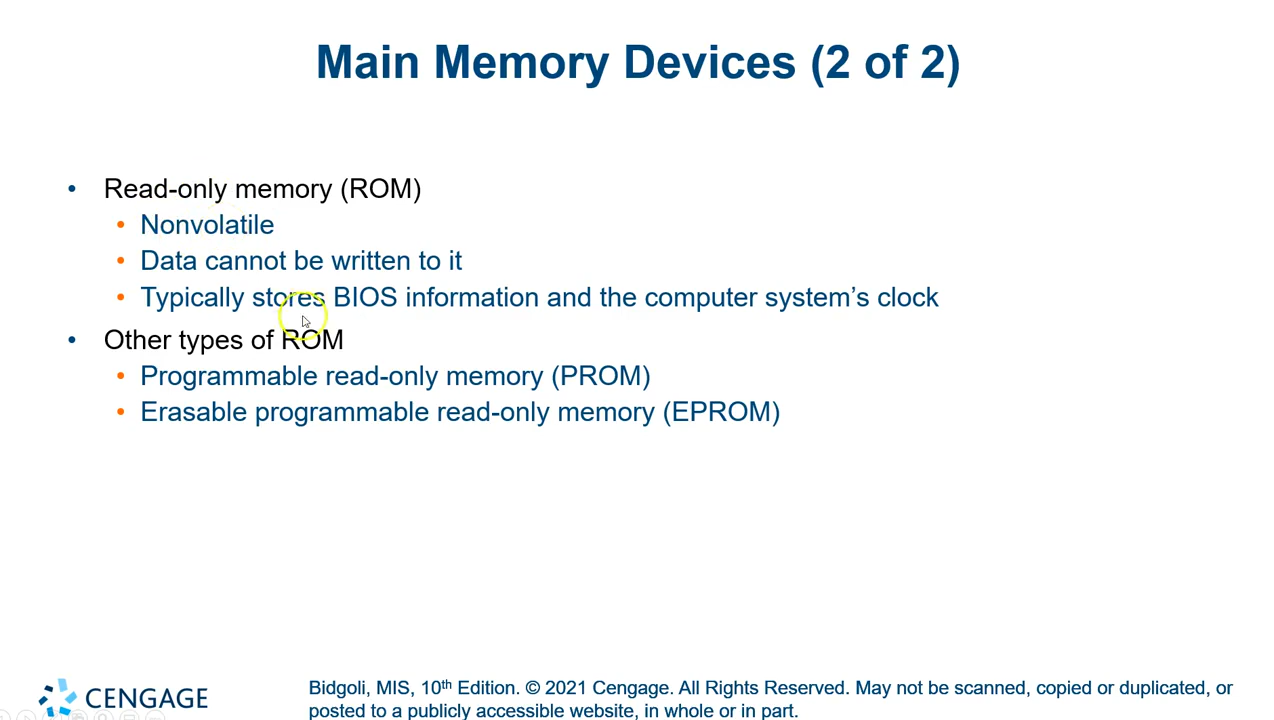 Main Memory Devices (2 of 2)
• Read-only memory (ROM)
• Nonvolatile
• Data cannot be written to it
• Typically stores BIOS information and the computer system’s clock
• Other types of ROM
• Programmable read-only memory (PROM)
• Erasable programmable read-only memory (EPROM)
CENGAGE
Bidgoli, MIS, 10th Edition. © 2021 Cengage. All Rights Reserved. May not be scanned, copied or duplicated, or
posted to a publicly accessible website, in whole or in part.